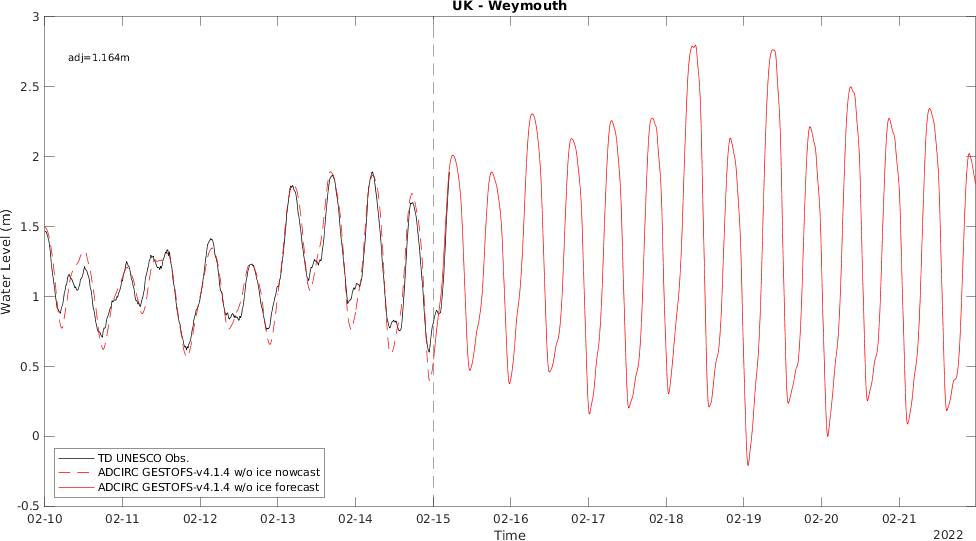 UK - Weymouth
adj=1.164m
3
2.5
2
1.5
1
0.5
0
-0.5
Water Level (m)
TD UNESCO Obs.
ADCIRC GESTOFS-v4.1.4 w/o ice nowcast
ADCIRC GESTOFS-v4.1.4 w/o ice forecast
02-10 02-11 02-12 02-13 02-14 02-15 02-16 02-17 02-18 02-19 02-20 02-21
Time
2022